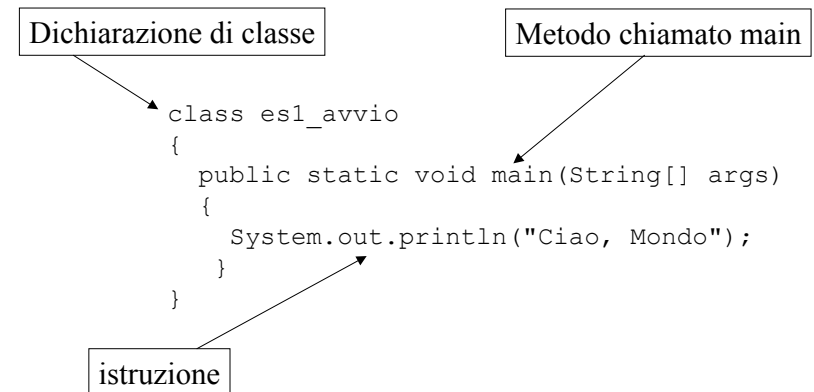 Dichiarazione di classe
Metodo chiamato main
class es1_avvio
{
public static void main(String[] args)
{
System.out.println("Ciao, Mondo");
}
}
istruzione